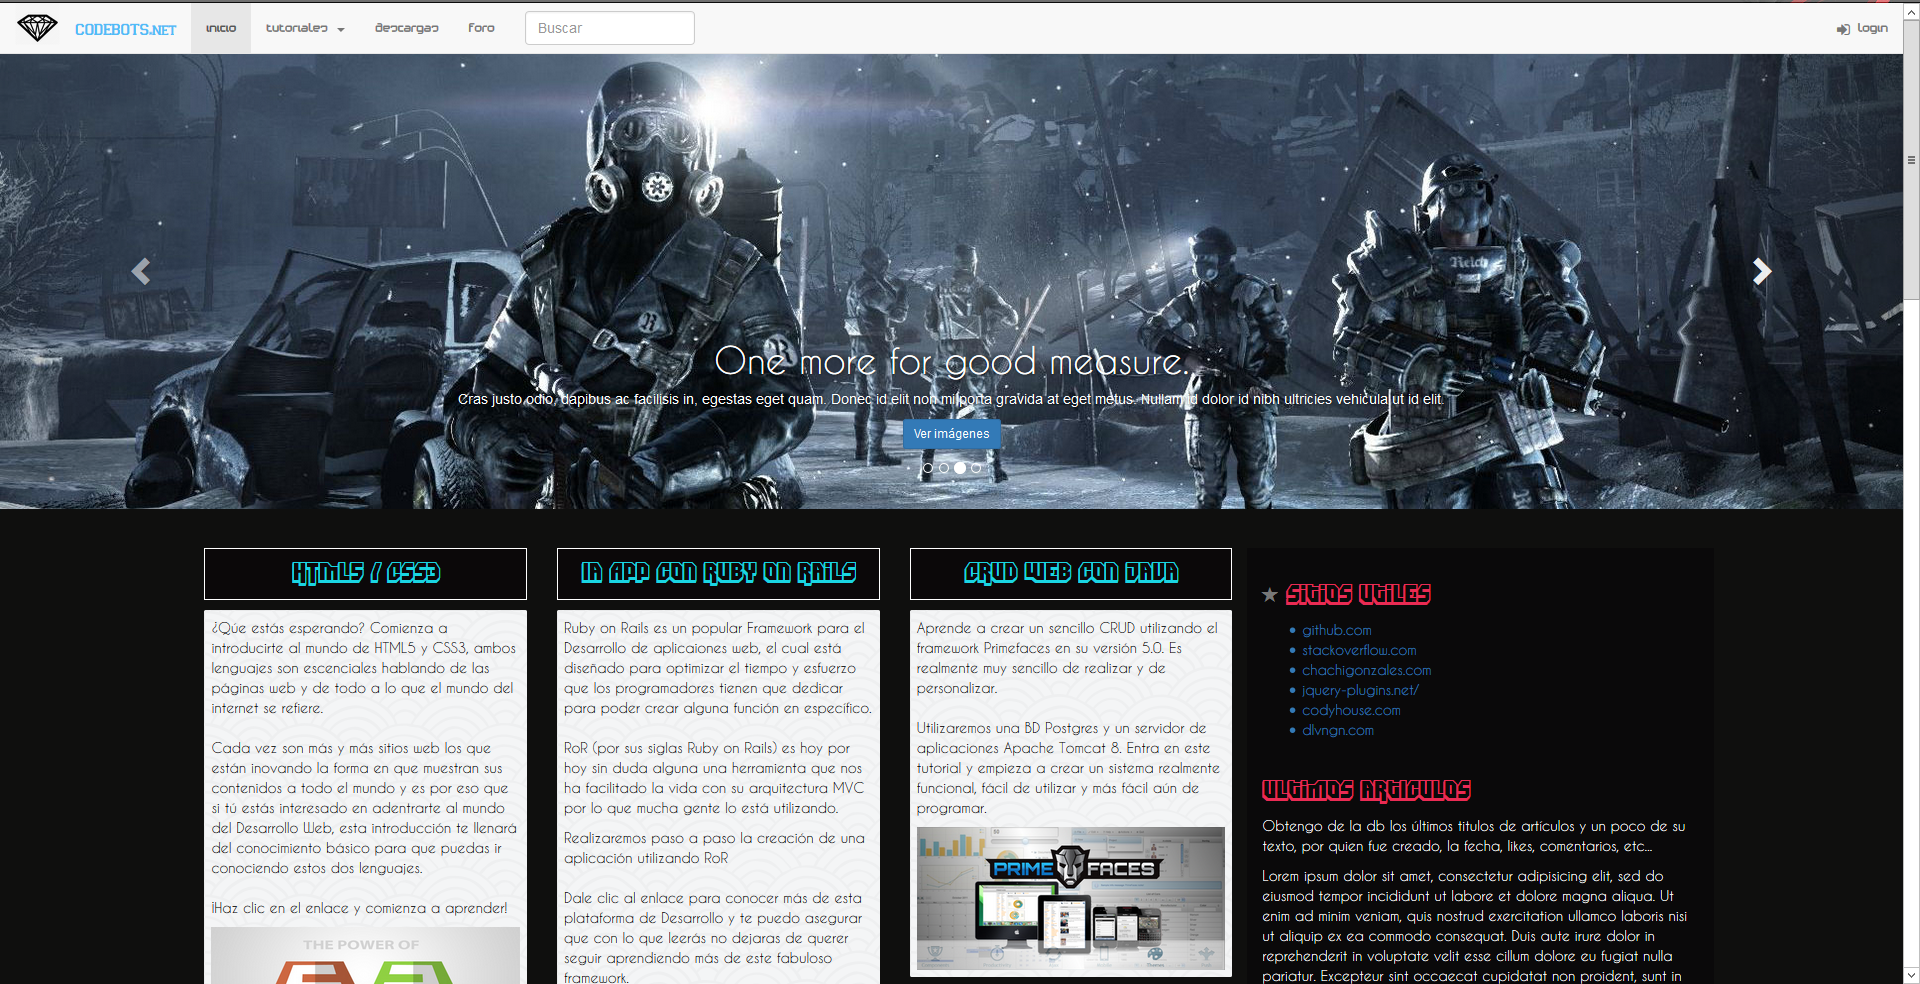 CODEBOTS.NET
inicio
tutoriales
descargas
foro
Buscar
login
R
R
Reich
One more for good measure.
Cras justo odio, dapibus ac facilisis in, egestas eget quam. Donec id elit non mi porta gravida at eget metus. Nullam id dolor id nibh ultricies vehicula ut id elit.
Ver imágenes
HTML5 / CSS3
¿Qúe estás esperando? Comienza a
introducirte al mundo de HTML5 y CSS3, ambos
lenguajes son escenciales hablando de las
páginas web y de todo a lo que el mundo del
internet se refiere.
Cada vez son más y más sitios web los que
están inovando la forma en que muestran sus
contenidos a todo el mundo y es por eso que
si tú estás interesado en adentrarte al mundo
del Desarrollo Web, esta introducción te llenará
del conocimiento básico para que puedas ir
conociendo estos dos lenguajes.
¡Haz clic en el enlace y comienza a aprender!
THE POWER OF
1A APP CON RUBY ON RAILS
Ruby on Rails es un popular Framework para el
Desarrollo de aplicaiones web, el cual está
diseñado para optimizar el tiempo y esfuerzo
que los programadores tienen que dedicar
para poder crear alguna función en específico.
RoR (por sus siglas Ruby on Rails) es hoy por
hoy sin duda alguna una herramienta que nos
ha facilitado la vida con su arquitectura MVC
por lo que mucha gente lo está utilizando.
Realizaremos paso a paso la creación de una
aplicación utilizando RoR
Dale clic al enlace para conocer más de esta
plataforma de Desarrollo y te puedo asegurar
que con lo que leerás no dejaras de querer
seguir aprendiendo más de este fabuloso
framework.
CRUD WEB CON JAVA
Aprende a crear un sencillo CRUD utilizando el
framework Primefaces en su versión 5.0. Es
realmente muy sencillo de realizar y de
personalizar.
Utilizaremos una BD Postgres y un servidor de
aplicaciones Apache Tomcat 8. Entra en este
tutorial y empieza a crear un sistema realmente
funcional, fácil de utilizar y más fácil aún de
programar.
PRIME FACES
SITIOS UTILES
github.com
stackoverflow.com
chachigonzales.com
jquery-plugins.net/
codyhouse.com
dlvngn.com
ULTIMOS ARTICULOS
Obtengo de la db los últimos titulos de artículos y un poco de su
texto, por quien fue creado, la fecha, likes, comentarios, etc...
Lorem ipsum dolor sit amet, consectetur adipisicing elit, sed do
eiusmod tempor incididunt ut labore et dolore magna aliqua. Ut
enim ad minim veniam, quis nostrud exercitation ullamco laboris nisi
ut aliquip ex ea commodo consequat. Duis aute irure dolor in
reprehenderit in voluptate velit esse cillum dolore eu fugiat nulla
pariatur. Excepteur sint occaecat cupidatat non proident, sunt in